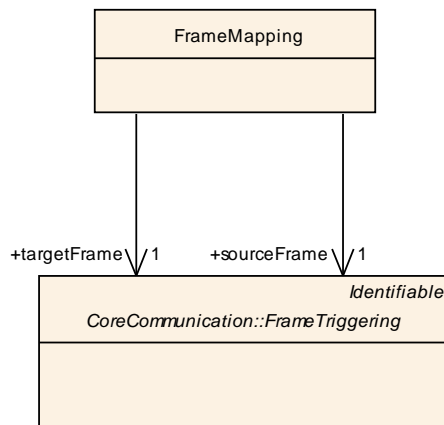 FrameMapping
+targetFrame 1 +sourceFrame 1
Identifiable
CoreCommunication::FrameTriggering